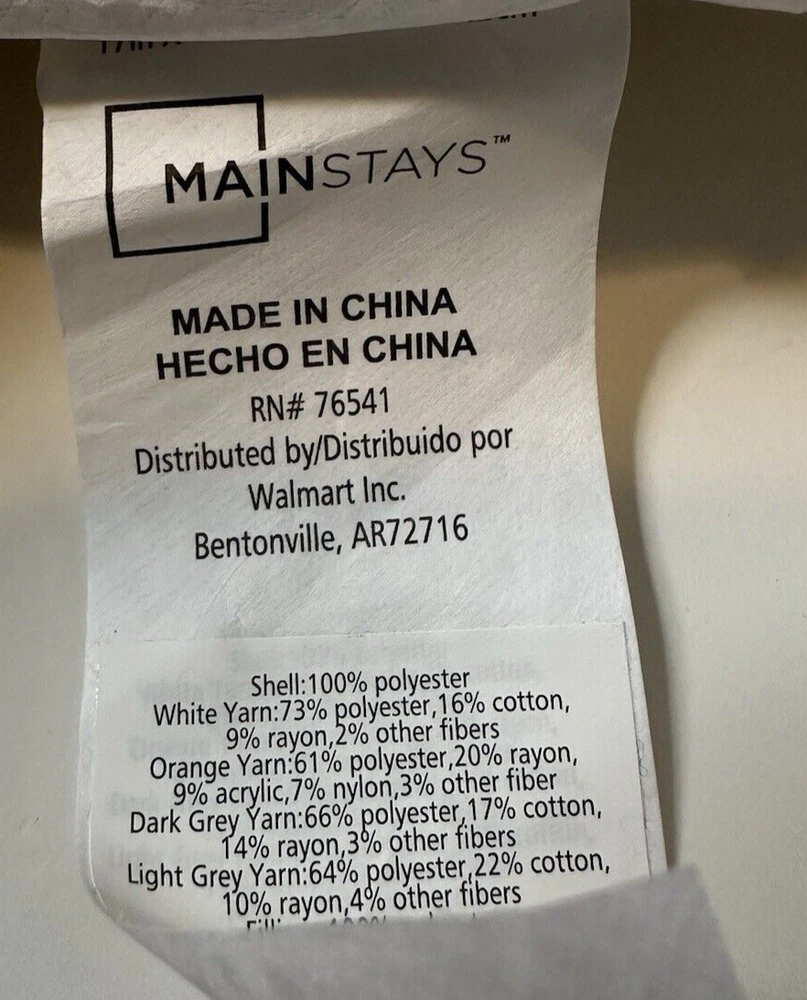 MAINSTAYS™
MADE IN CHINA
HECHO EN CHINA
RN# 76541
Distributed by/Distribuido por
Walmart Inc.
Bentonville, AR72716
Shell:100% polyester
White Yarn:73% polyester,16% cotton,
9% rayon,2% other fibers
Orange Yarn:61% polyester,20% rayon,
9% acrylic,7% nylon,3% other fiber
Dark Grey Yarn:66% polyester,17% cotton,
14% rayon,3% other fibers
Light Grey Yarn:64% polyester,22% cotton,
10% rayon,4% other fibers